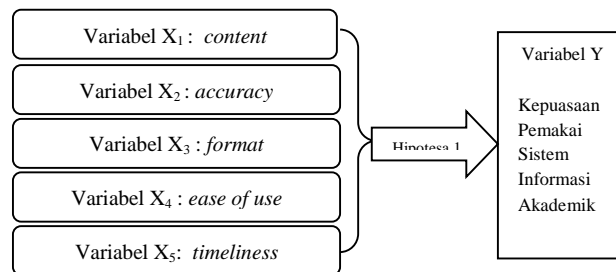 Variabel X₁ : content
Variabel X₂ : accuracy
Variabel X₃ : format
Variabel X₄ : ease of use
Variabel X₅: timeliness
Hipotesa 1
Variabel Y
Kepuasaan
Pemakai
Sistem
Informasi
Akademik